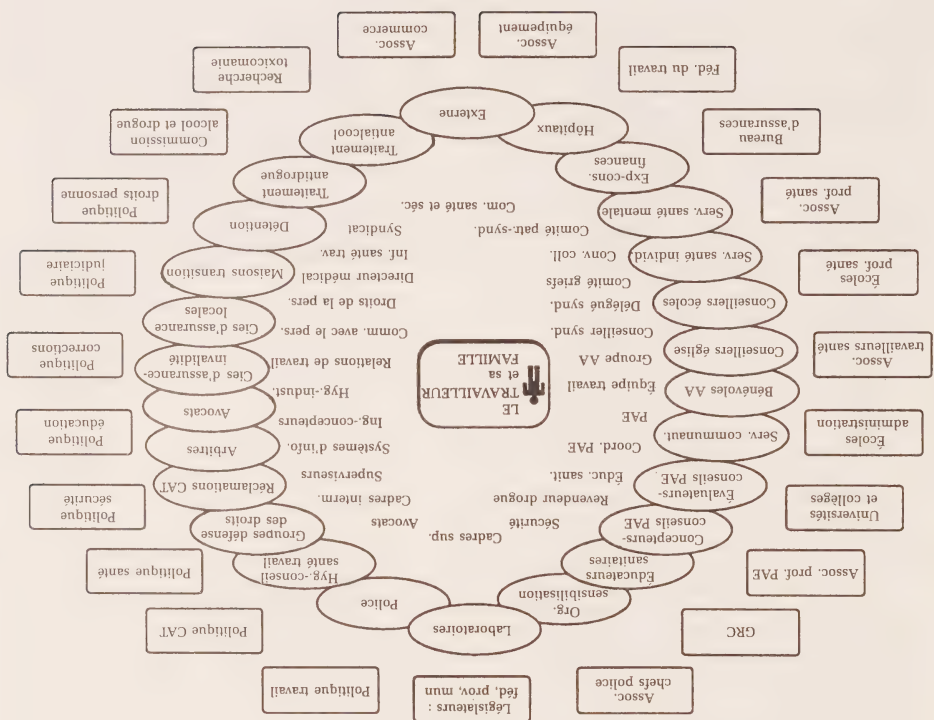 Assoc.
chefs police
Législateurs :
féd, prov, mun
Politique travail
GRC
Laboratoires
Politique CAT
Org.
sensibilisation
Police
Assoc. prof. PAE
Éducateurs
sanitaires
Hyg.-conseil
santé travail
Politique santé
Universités
et collèges
Concepteurs-
conseils PAE
Cadres sup.
Sécurité
Avocats
Groupes défense
des droits
Politique
sécurité
Évaluateurs-
conseils PAE
Revendeur drogue
Cadres intern.
Réclamations CAT
Écoles
administration
Serv. communaut.
Éduc. sanit.
Superviseurs
Arbitres
Politique
éducation
Coord. PAE
Systèmes d'info.
Bénévoles AA
PAE
Ing.-concepteurs
Avocats
Assoc.
travailleurs santé
Conseillers église
Équipe travail
LE
TRAVAILLEUR
et sa
FAMILLE
Hyg.-indust.
Cies d'assurance-
invalidité
Politique
corrections
Groupe AA
Relations de travail
Conseillers écoles
Conseiller synd.
Comm. avec le pers.
Cies d'assurance
locales
Écoles
prof. santé
Délégué synd.
Droits de la pers.
Politique
judiciaire
Serv. santé individ.
Comité griefs
Directeur médical
Maisons transition
Conv. coll.
Inf. santé trav.
Assoc.
prof. santé
Serv. santé mentale
Comité patr.-synd.
Syndicat
Détention
Politique
droits personne
Com. santé et séc.
Exp-cons.
finances
Traitement
antidrogue
Bureau
d'assurances
Hôpitaux
Traitement
antialcool
Commission
alcool et drogue
Externe
Féd. du travail
Recherche
toxicomanie
Assoc.
équipement
Assoc.
commerce